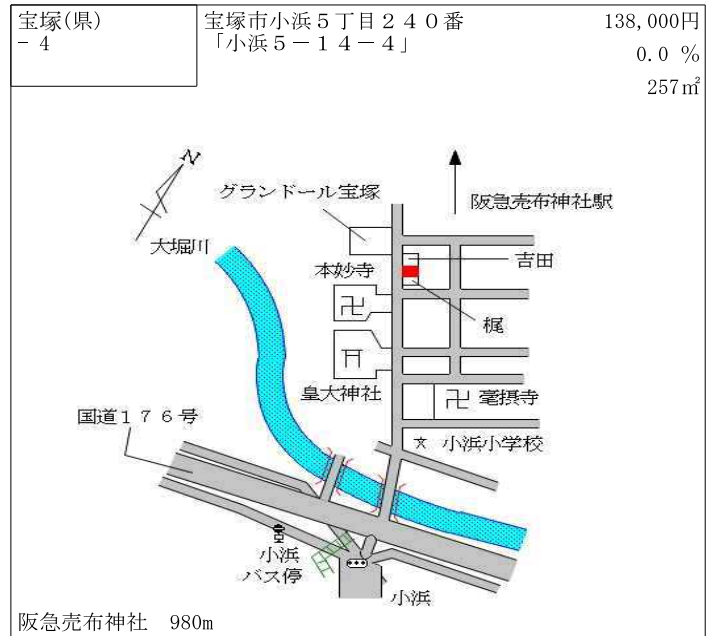 宝塚(県)
－４
宝塚市小浜５丁目２４０番
「小浜５－１４－４」
138,000円
0.0 %
257㎡
N
グランドール宝塚
阪急売布神社駅
大堀川
吉田
本妙寺
卍
梶
皇大神社
卍 毫摂寺
国道１７６号
文 小浜小学校
小浜
バス停
小浜
阪急売布神社 980m